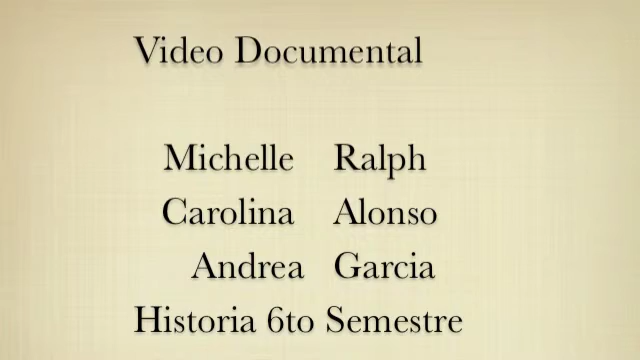 Video Documental
Michelle Ralph
Carolina Alonso
Andrea Garcia
Historia 6to Semestre